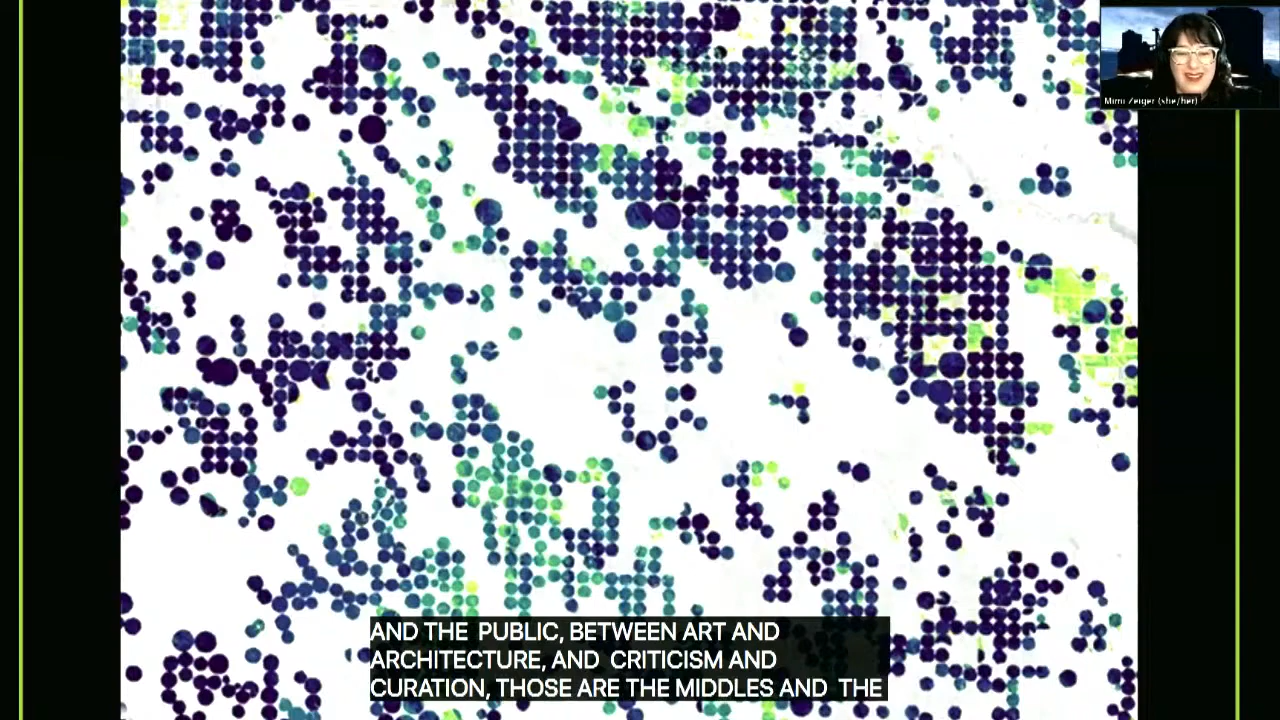 Mimi Zeiger (she/her)
AND THE PUBLIC, BETWEEN ART AND
ARCHITECTURE, AND CRITICISM AND
CURATION, THOSE ARE THE MIDDLES AND THE